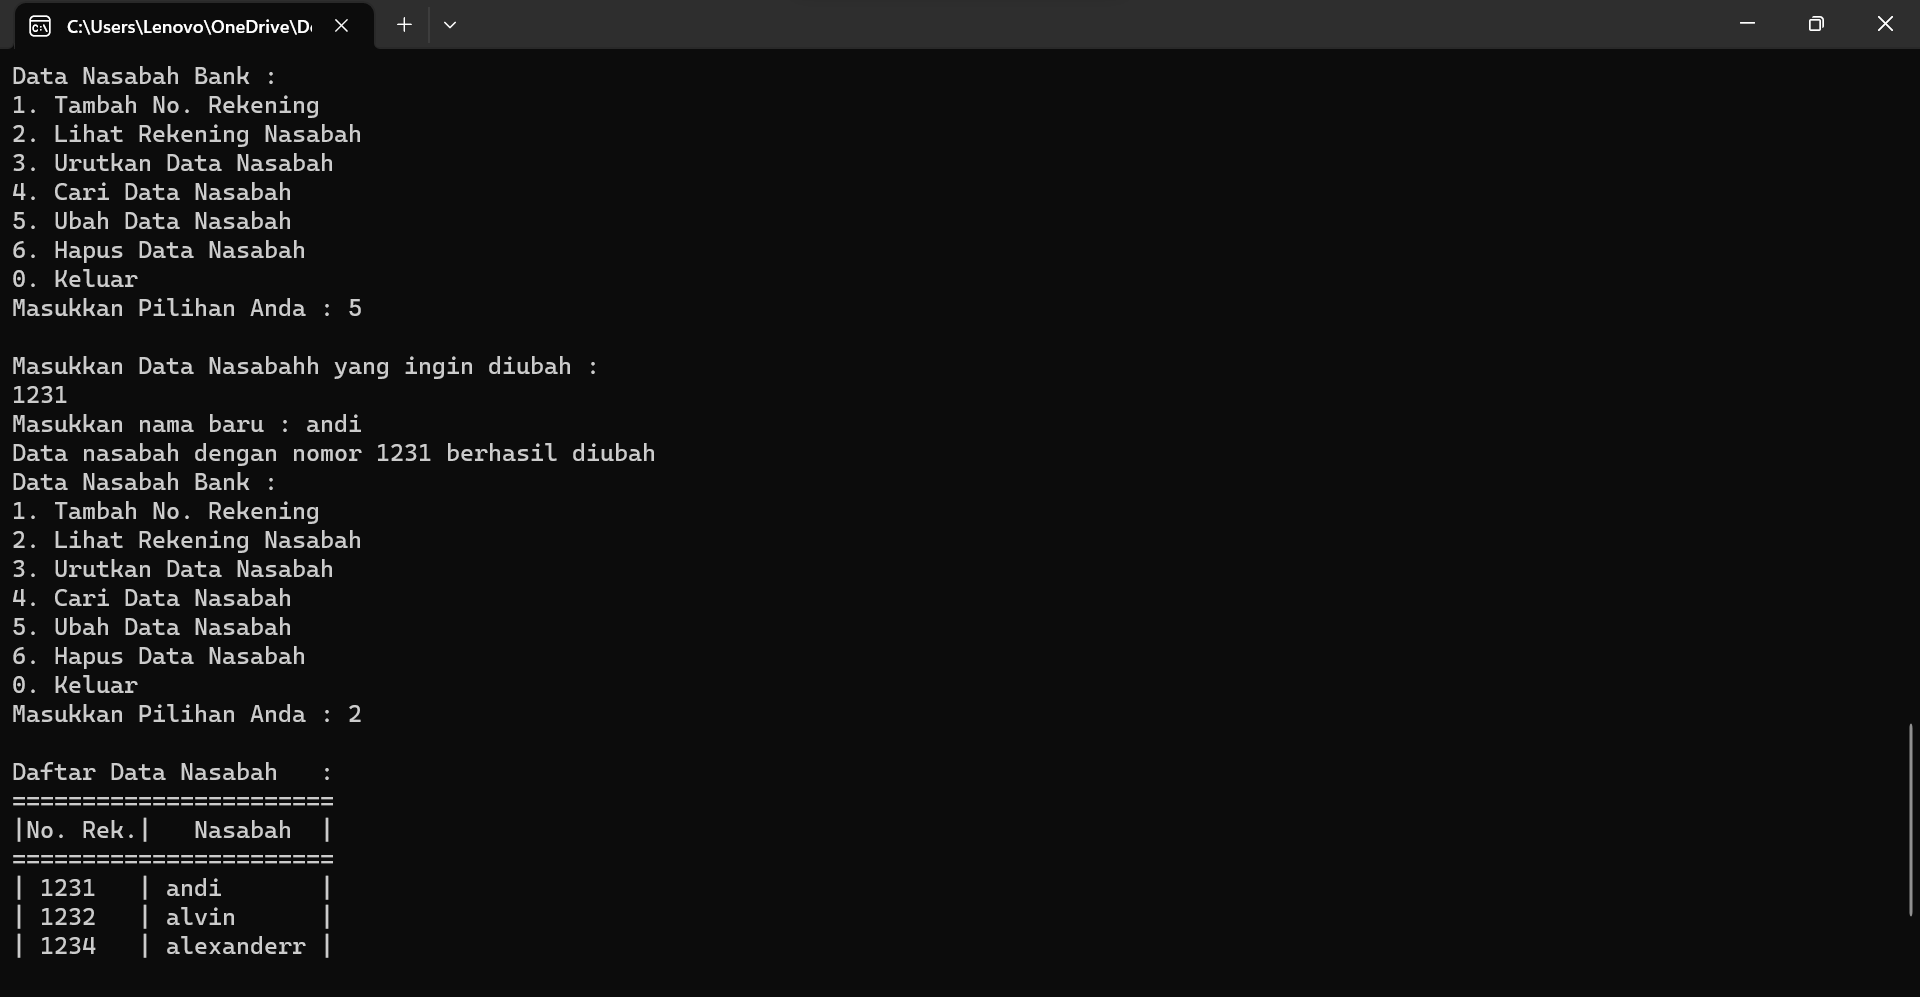 C:\Users\Lenovo\OneDrive\D
Data Nasabah Bank :
1. Tambah No. Rekening
2. Lihat Rekening Nasabah
3. Urutkan Data Nasabah
4. Cari Data Nasabah
5. Ubah Data Nasabah
6. Hapus Data Nasabah
0. Keluar
Masukkan Pilihan Anda : 5
Masukkan Data Nasabahh yang ingin diubah :
1231
Masukkan nama baru : andi
Data nasabah dengan nomor 1231 berhasil diubah
Data Nasabah Bank :
1. Tambah No. Rekening
2. Lihat Rekening Nasabah
3. Urutkan Data Nasabah
4. Cari Data Nasabah
5. Ubah Data Nasabah
6. Hapus Data Nasabah
0. Keluar
Masukkan Pilihan Anda : 2
Daftar Data Nasabah   :
=======================
|No. Rek.|   Nasabah  |
=======================
| 1231   | andi       |
| 1232   | alvin      |
| 1234   | alexanderr |